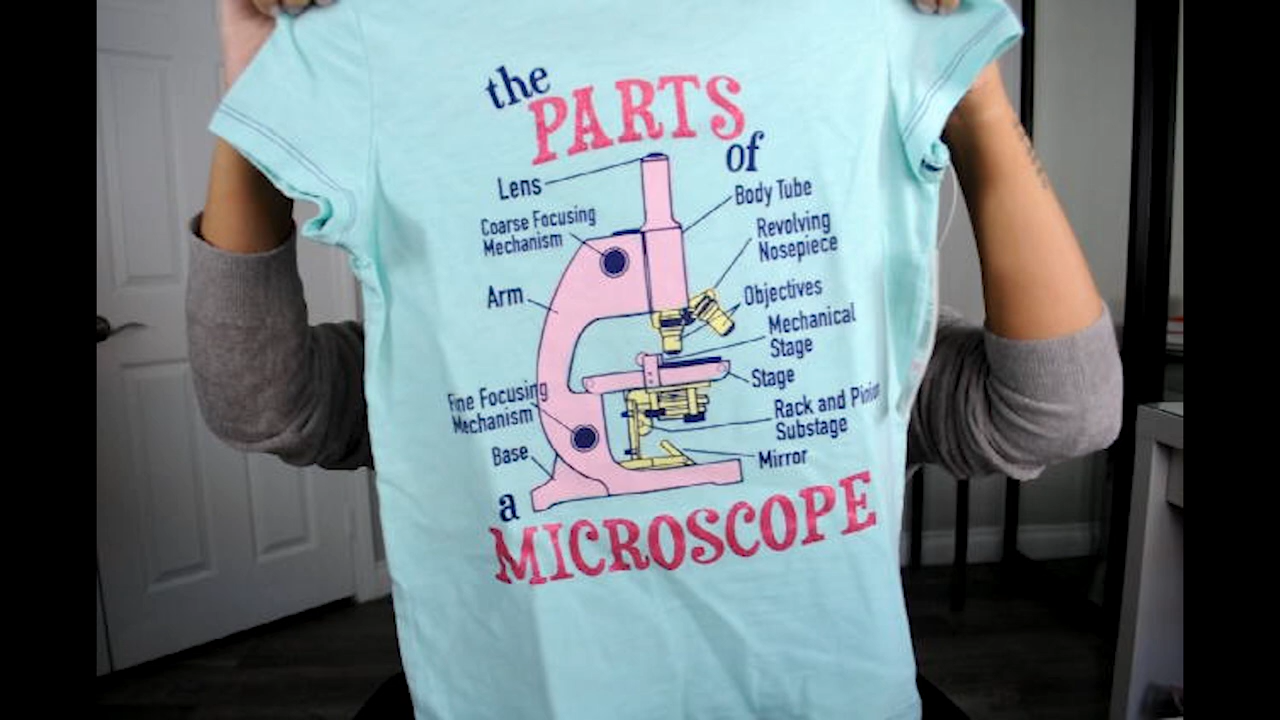 the
PARTS
of
Lens
Body Tube
Coarse Focusing
Mechanism
Revolving
Nosepiece
Arm
Objectives
Mechanical
Stage
Stage
Fine Focusing
Mechanism
Rack and Pinion
Substage
Base
Mirror
a
MICROSCOPE